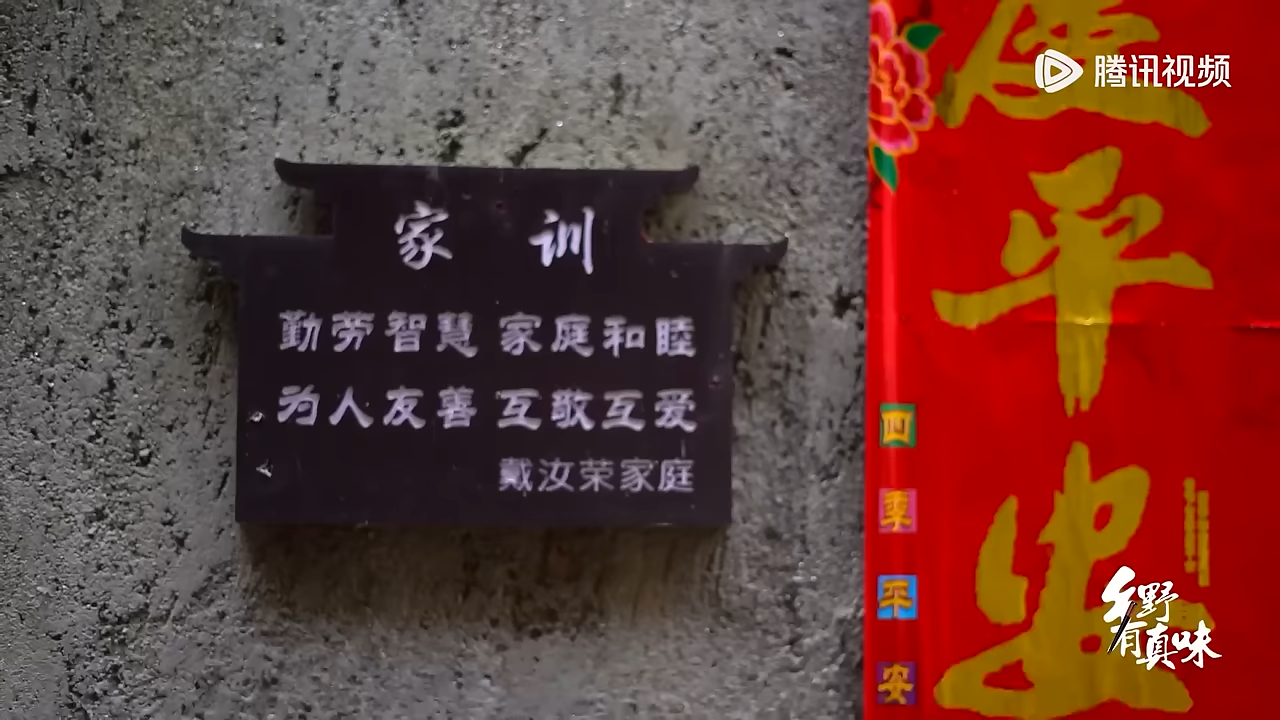 家训
勤劳智慧 家庭和睦
为人友善 互敬互爱
戴汝荣家庭
平安
四季平安
腾讯视频
乡野有真味